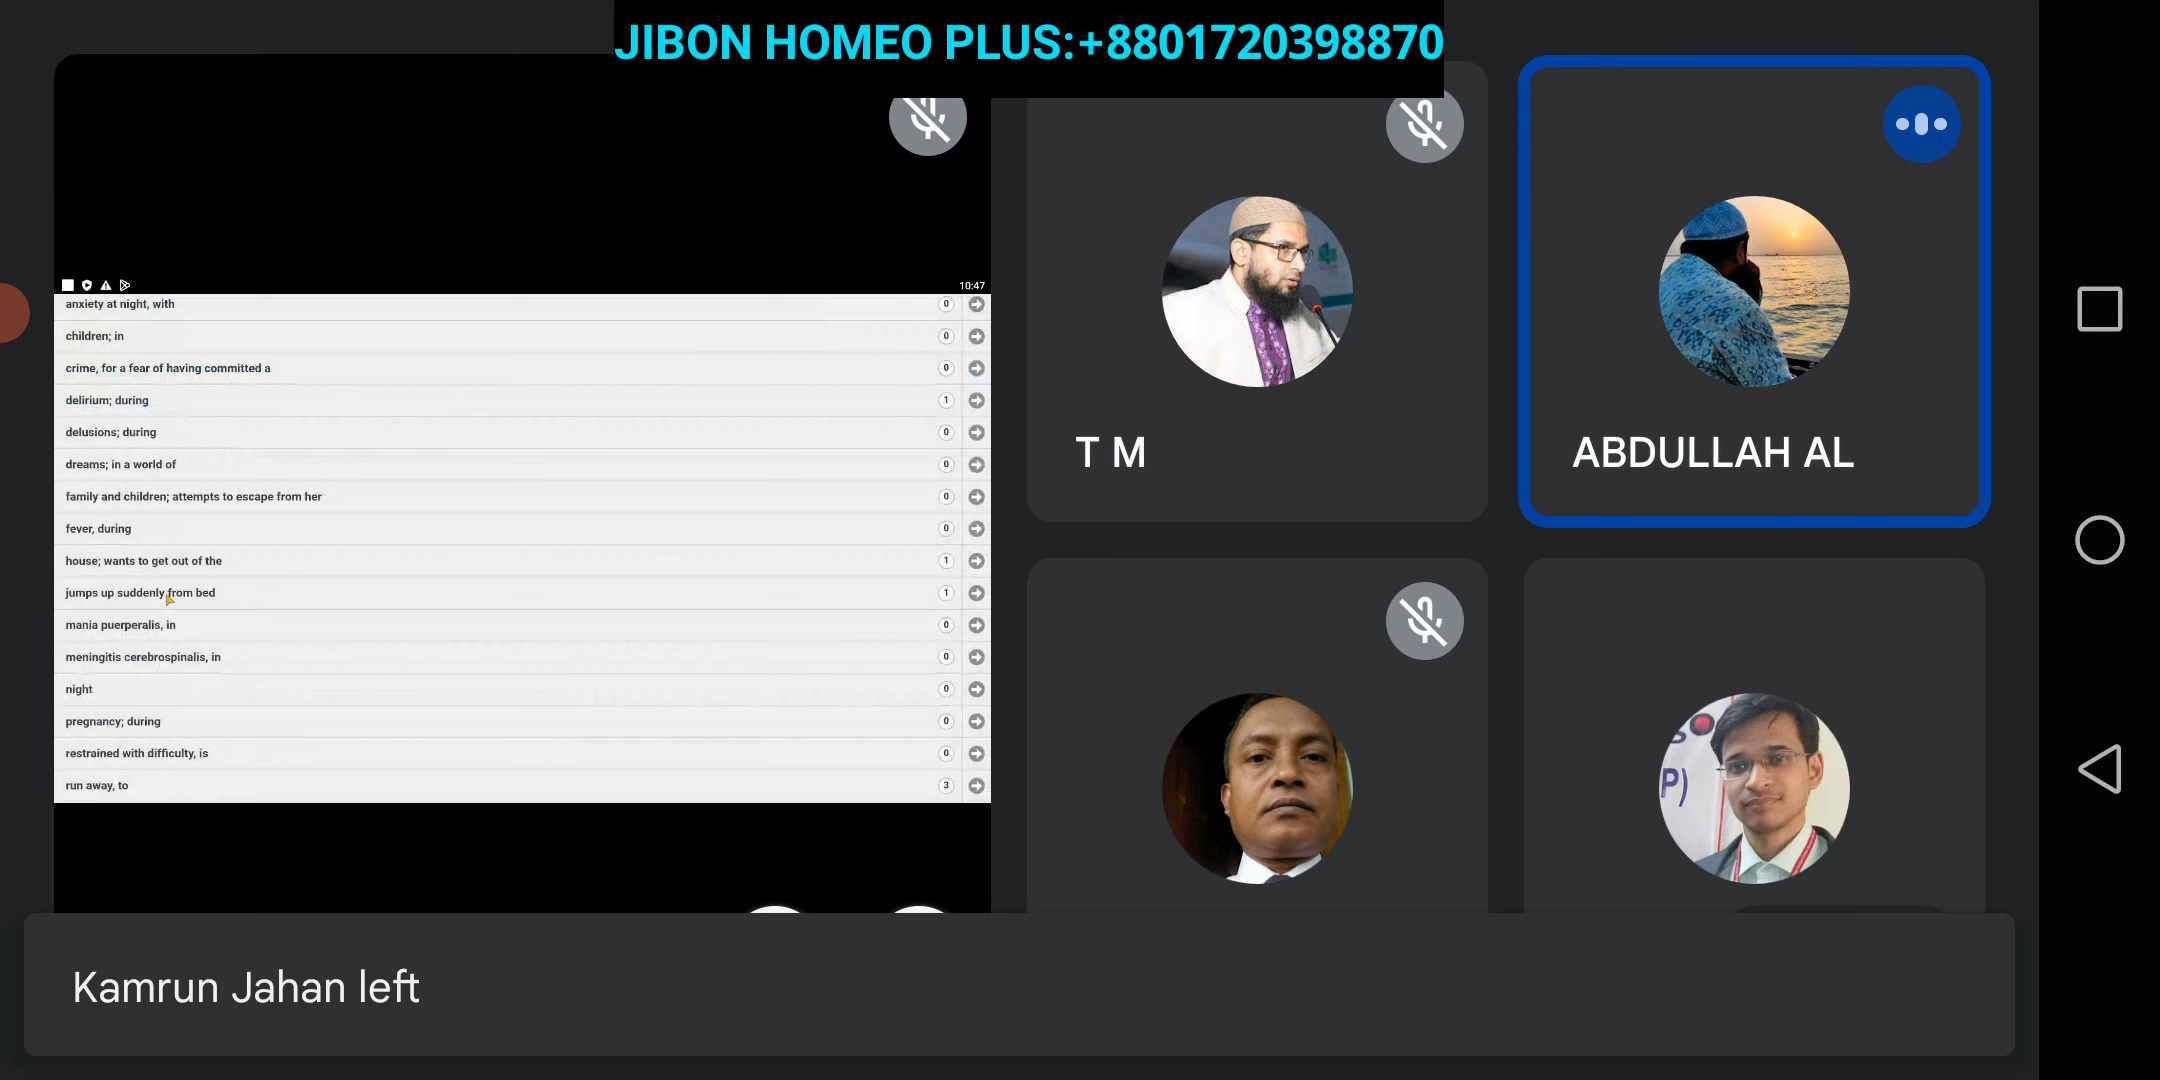 JIBON HOMEO PLUS:+8801720398870
10:47
anxiety at night, with 0
children; in 0
crime, for a fear of having committed a 0
delirium; during 1
delusions; during 0
dreams; in a world of 0
family and children; attempts to escape from her 0
fever, during 0
house; wants to get out of the 1
jumps up suddenly from bed 1
mania puerperalis, in 0
meningitis cerebrospinalis, in 0
night 0
pregnancy; during 0
restrained with difficulty, is 0
run away, to 3
T M
ABDULLAH AL
P)
Kamrun Jahan left